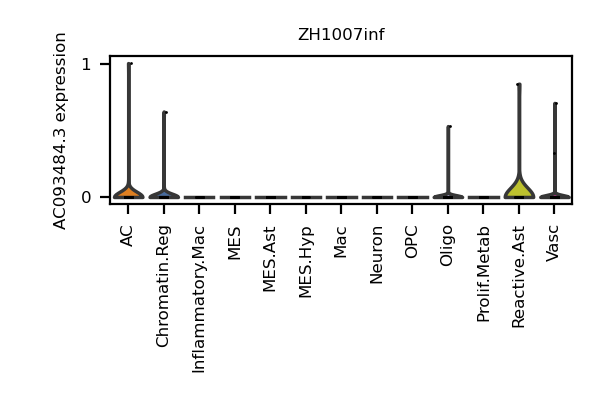 ZH1007inf
AC093484.3 expression
1
0
AC
Chromatin.Reg
Inflammatory.Mac
MES
MES.Ast
MES.Hyp
Mac
Neuron
OPC
Oligo
Prolif.Metab
Reactive.Ast
Vasc